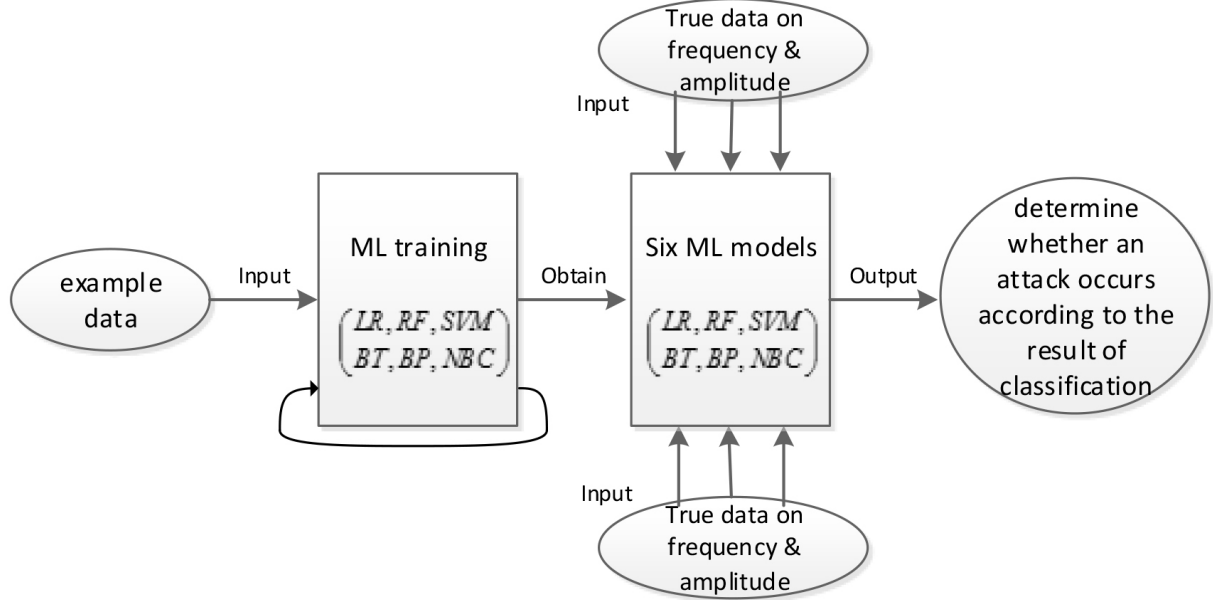 True data on
frequency &
amplitude
Input
ML training
Six ML models
determine
whether an
attack occurs
according to the
result of
classification
example
data
Input
Obtain
Output
LR, RF, SVM
BT, BP, NBC
LR, RF, SVM
BT, BP, NBC
Input
True data on
frequency &
amplitude